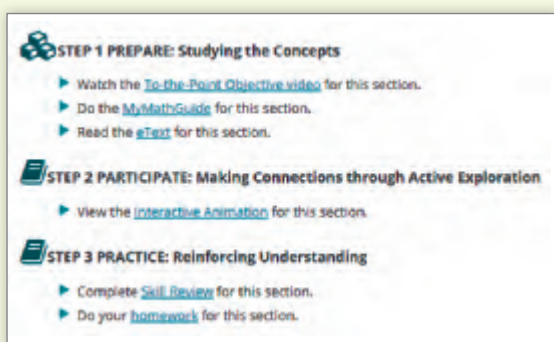 STEP 1 PREPARE: Studying the Concepts
Watch the To-the-Point Objective video for this section.
Do the MyMathGuide for this section.
Read the eText for this section.
STEP 2 PARTICIPATE: Making Connections through Active Exploration
View the Interactive Animation for this section.
STEP 3 PRACTICE: Reinforcing Understanding
Complete Skill Review for this section.
Do your homework for this section.